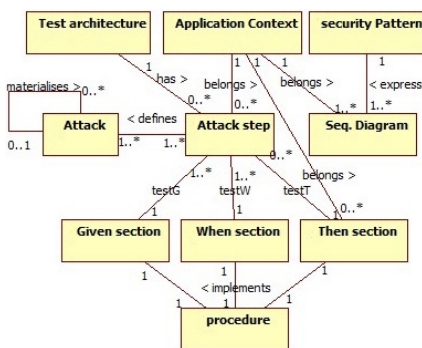 Test architecture
Application Context
security Pattern
1
1
1
1
1
materialises >
has >
belongs >
belongs >
< express
0..*
0..*
0..*
1..*
1..*
Attack
< defines
Attack step
Seq. Diagram
0..1
1..*
1..*
0..*
1..*
1..*
belongs >
testG
testW
testT
1
1
1
0..*
Given section
When section
Then section
1
1
1
< implements
1
1
1
procedure